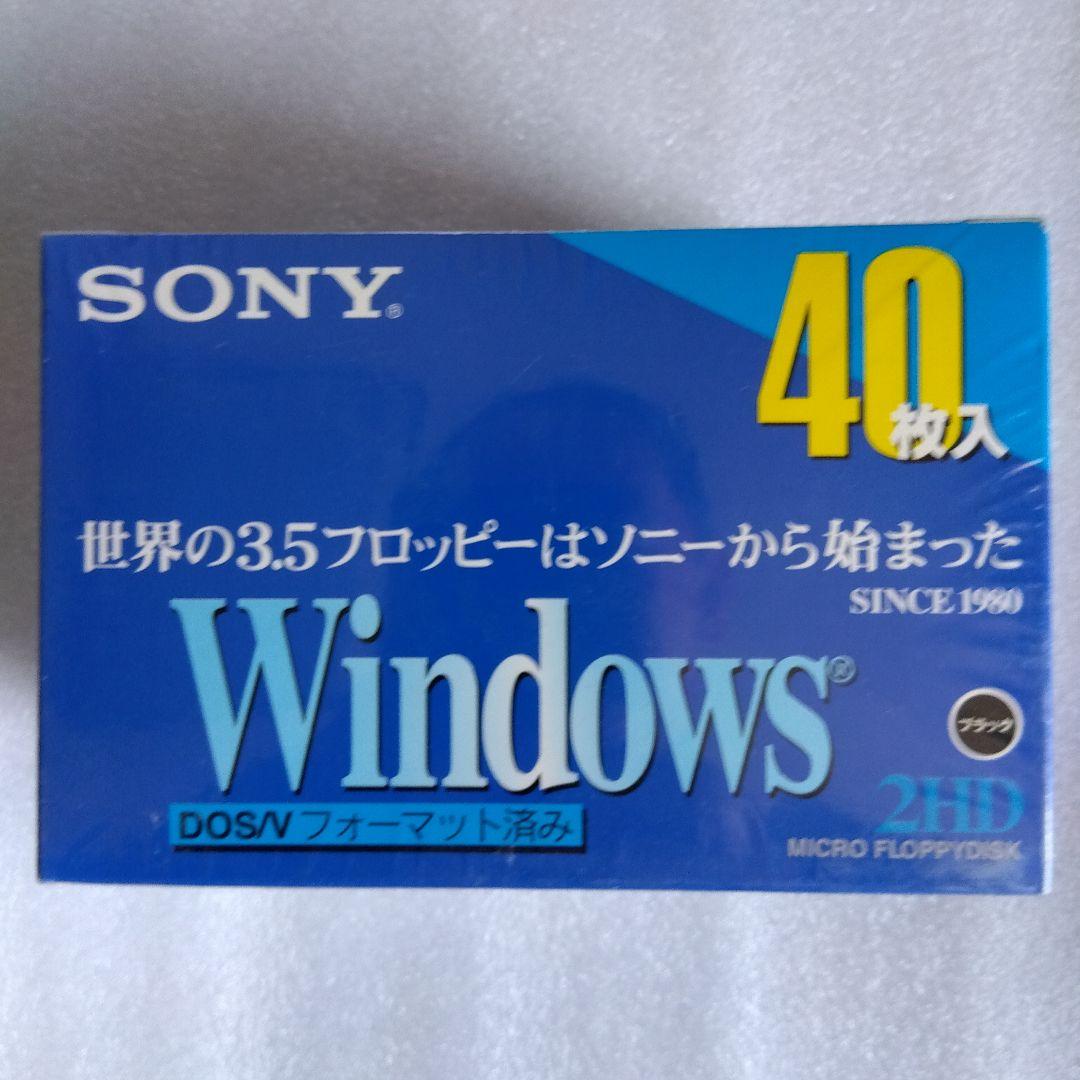 SONY®
40枚入
世界の3.5フロッピーはソニーから始まった
SINCE 1980
Windows®
ブラック
DOS/V フォーマット済み
2HD
MICRO FLOPPYDISK